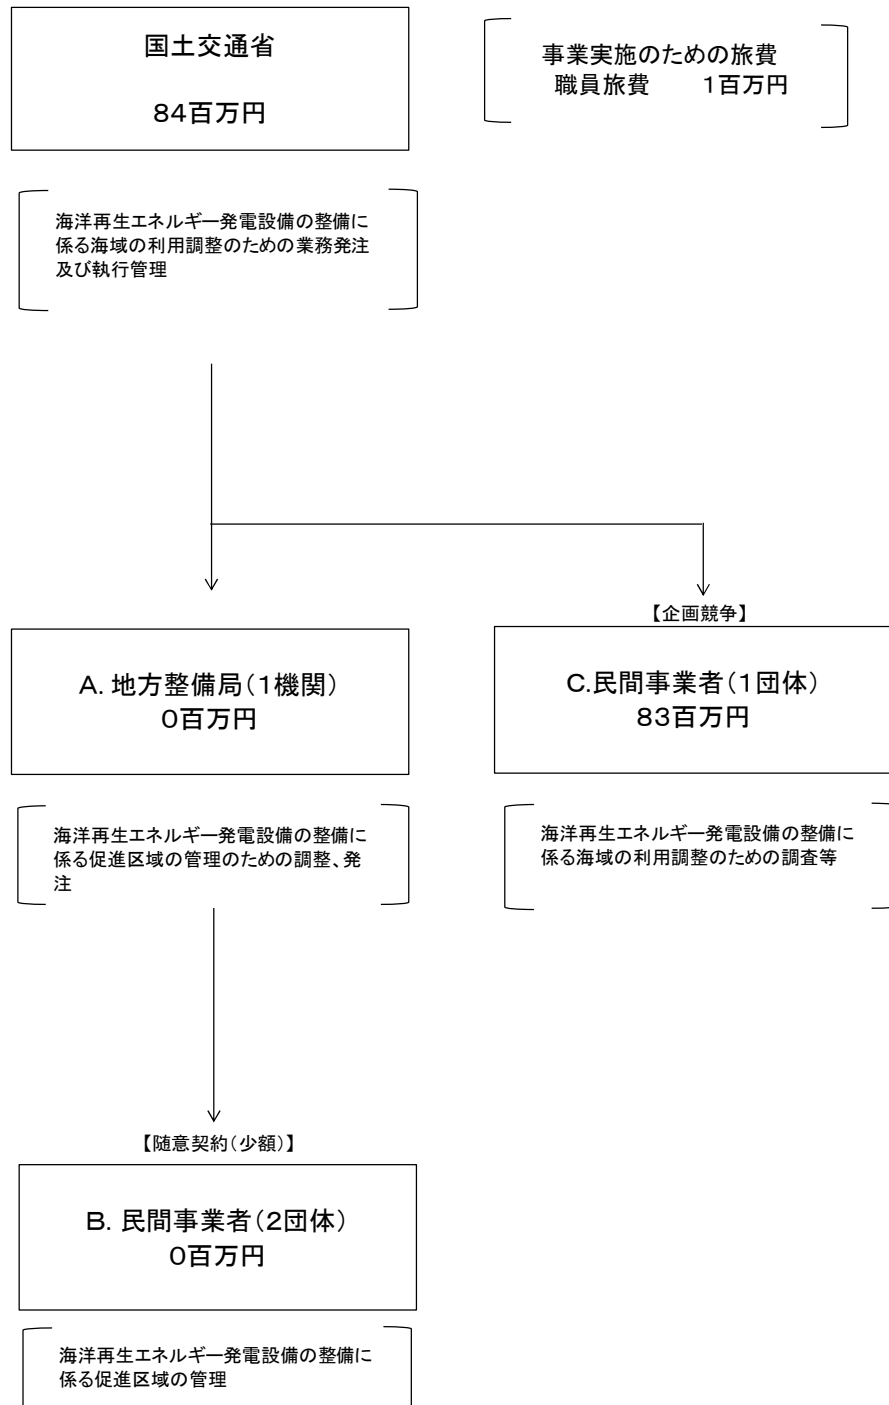 国土交通省
84百万円
事業実施のための旅費
職員旅費　　1百万円
海洋再生エネルギー発電設備の整備に
係る海域の利用調整のための業務発注
及び執行管理
【企画競争】
A. 地方整備局（1機関）
0百万円
C.民間事業者（1団体）
83百万円
海洋再生エネルギー発電設備の整備に
係る促進区域の管理のための調整、発
注
海洋再生エネルギー発電設備の整備に
係る海域の利用調整のための調査等
【随意契約（少額）】
B. 民間事業者（2団体）
0百万円
海洋再生エネルギー発電設備の整備に
係る促進区域の管理